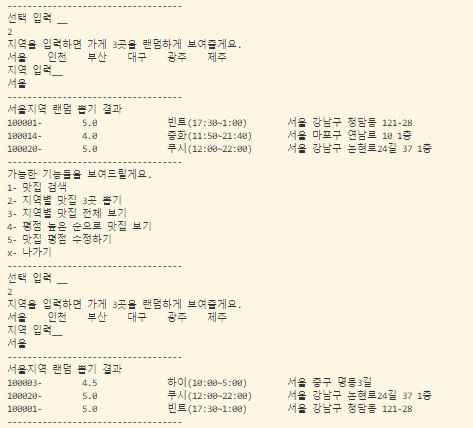 ----------------------------------
선택 입력 __
2
지역을 입력하면 가게 3곳을 랜덤하게 보여줄게요.
서울 인천 부산 대구 광주 제주
지역 입력__
서울
----------------------------------
서울지역 랜덤 뽑기 결과
100001- 5.0 빈트(17:30~1:00) 서울 강남구 청담동 121-28
100014- 4.0 중화(11:50~21:40) 서울 마포구 연남로 10 1층
100020- 5.0 쿠시(12:00~22:00) 서울 강남구 논현로24길 37 1층
----------------------------------
가능한 기능들을 보여드릴게요.
1- 맛집 검색
2- 지역별 맛집 3곳 뽑기
3- 지역별 맛집 전체 보기
4- 평점 높은 순으로 맛집 보기
5- 맛집 평점 수정하기
x- 나가기
----------------------------------
선택 입력 __
2
지역을 입력하면 가게 3곳을 랜덤하게 보여줄게요.
서울 인천 부산 대구 광주 제주
지역 입력__
서울
----------------------------------
서울지역 랜덤 뽑기 결과
100003- 4.5 하이(10:00~5:00) 서울 중구 명동3길
100020- 5.0 쿠시(12:00~22:00) 서울 강남구 논현로24길 37 1층
100001- 5.0 빈트(17:30~1:00) 서울 강남구 청담동 121-28
----------------------------------